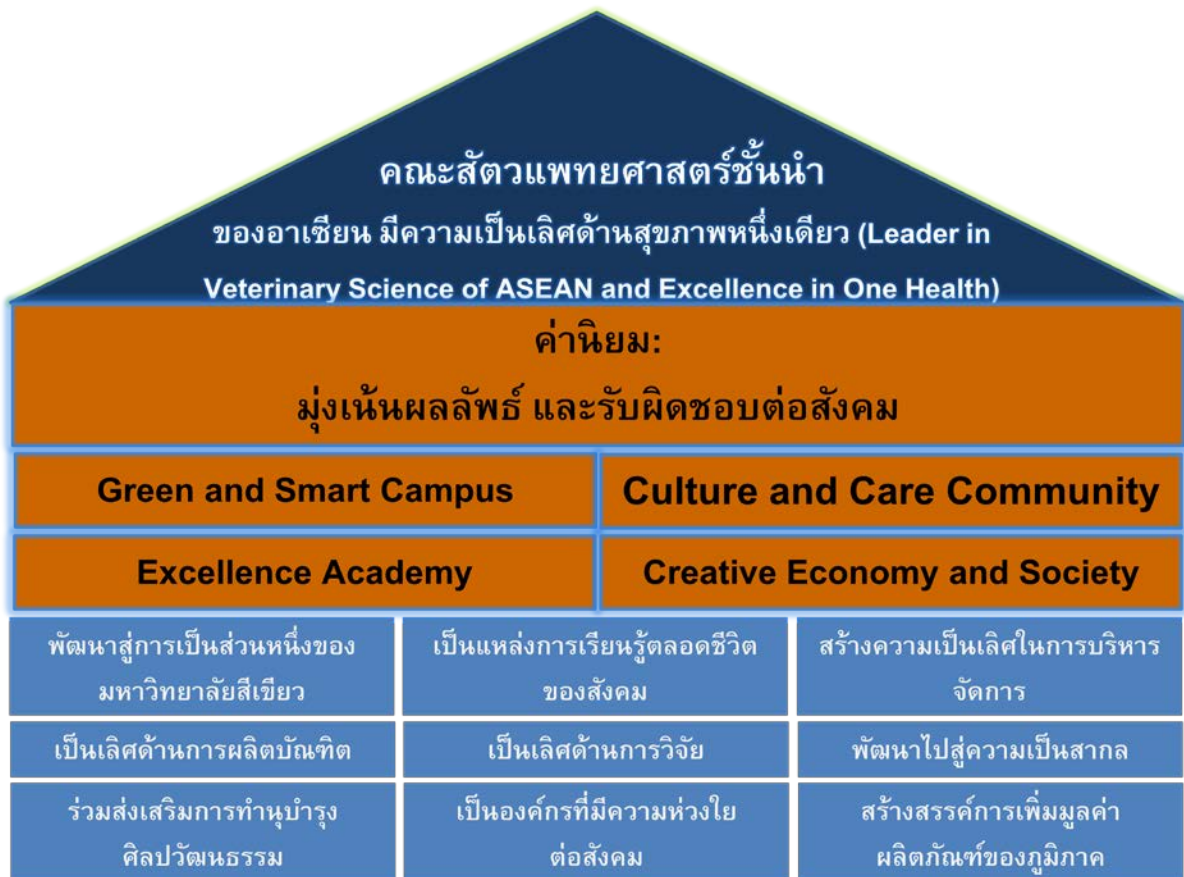 คณะสัตวแพทยศาสตร์ชั้นนำ
ของอาเซียน มีความเป็นเลิศด้านสุขภาพหนึ่งเดียว (Leader in
Veterinary Science of ASEAN and Excellence in One Health)
ค่านิยม:
มุ่งเน้นผลลัพธ์ และรับผิดชอบต่อสังคม
Green and Smart Campus
Culture and Care Community
Excellence Academy
Creative Economy and Society
พัฒนาสู่การเป็นส่วนหนึ่งของ
มหาวิทยาลัยสีเขียว
เป็นแหล่งการเรียนรู้ตลอดชีวิต
ของสังคม
สร้างความเป็นเลิศในการบริหาร
จัดการ
เป็นเลิศด้านการผลิตบัณฑิต
เป็นเลิศด้านการวิจัย
พัฒนาไปสู่ความเป็นสากล
ร่วมส่งเสริมการทำนุบำรุง
ศิลปวัฒนธรรม
เป็นองค์กรที่มีความห่วงใย
ต่อสังคม
สร้างสรรค์การเพิ่มมูลค่า
ผลิตภัณฑ์ของภูมิภาค